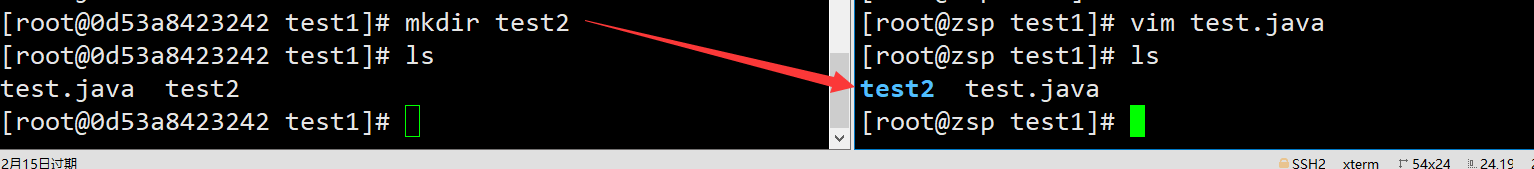 [root@0d53a8423242 test1]# mkdir test2
[root@0d53a8423242 test1]# ls
test.java  test2
[root@0d53a8423242 test1]#
[root@zsp test1]# vim test.java
[root@zsp test1]# ls
test2  test.java
[root@zsp test1]#
2月15日过期
SSH2 xterm 54x24 24,19